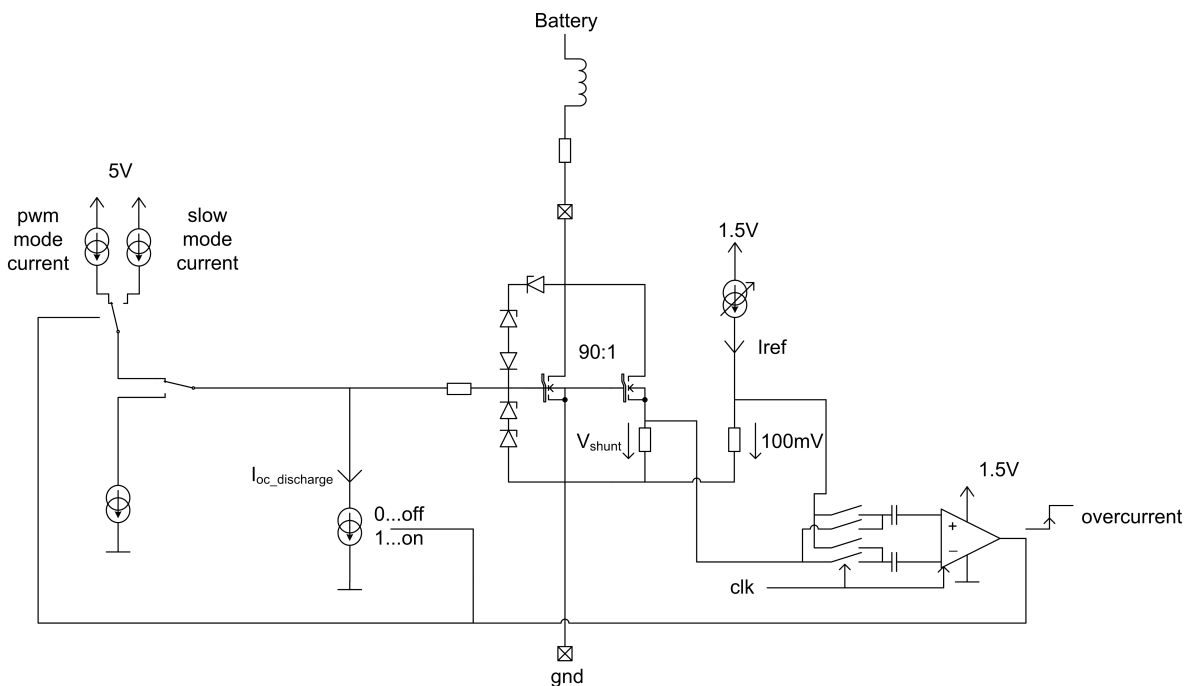 Battery
5V
pwm
mode
current
slow
mode
current
1.5V
Iref
90:1
Vshunt
100mV
Ioc_discharge
0...off
1...on
1.5V
+
−
overcurrent
clk
gnd